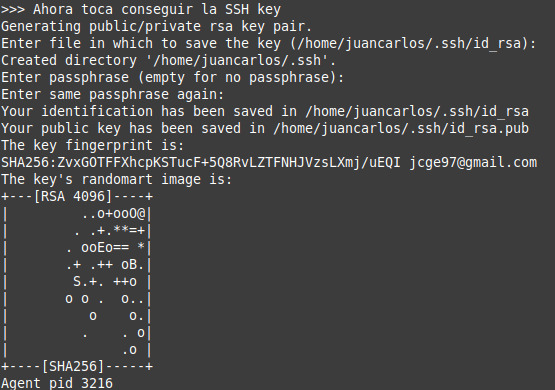 >>> Ahora toca conseguir la SSH key
Generating public/private rsa key pair.
Enter file in which to save the key (/home/juancarlos/.ssh/id_rsa):
Created directory '/home/juancarlos/.ssh'.
Enter passphrase (empty for no passphrase):
Enter same passphrase again:
Your identification has been saved in /home/juancarlos/.ssh/id_rsa
Your public key has been saved in /home/juancarlos/.ssh/id_rsa.pub
The key fingerprint is:
SHA256:ZvxGOTFFXhcpKSTucF+5Q8RvLZTFNHJVzsLXmj/uEQI jcge97@gmail.com
The key's randomart image is:
+---[RSA 4096]----+
|         ..o+ooO@|
|        . .+.**=+|
|       . ooEo== *|
|       .+ .++ oB.|
|        S.+. ++o |
|       o o .  o..|
|          o    o.|
|         .    . o|
|              .o |
+----[SHA256]-----+
Agent pid 3216